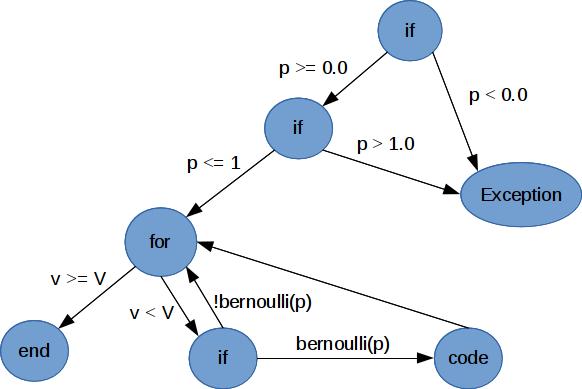 if
p >= 0.0
p < 0.0
if
p > 1.0
p <= 1
Exception
for
v >= V
!bernoulli(p)
v < V
bernoulli(p)
end
if
code